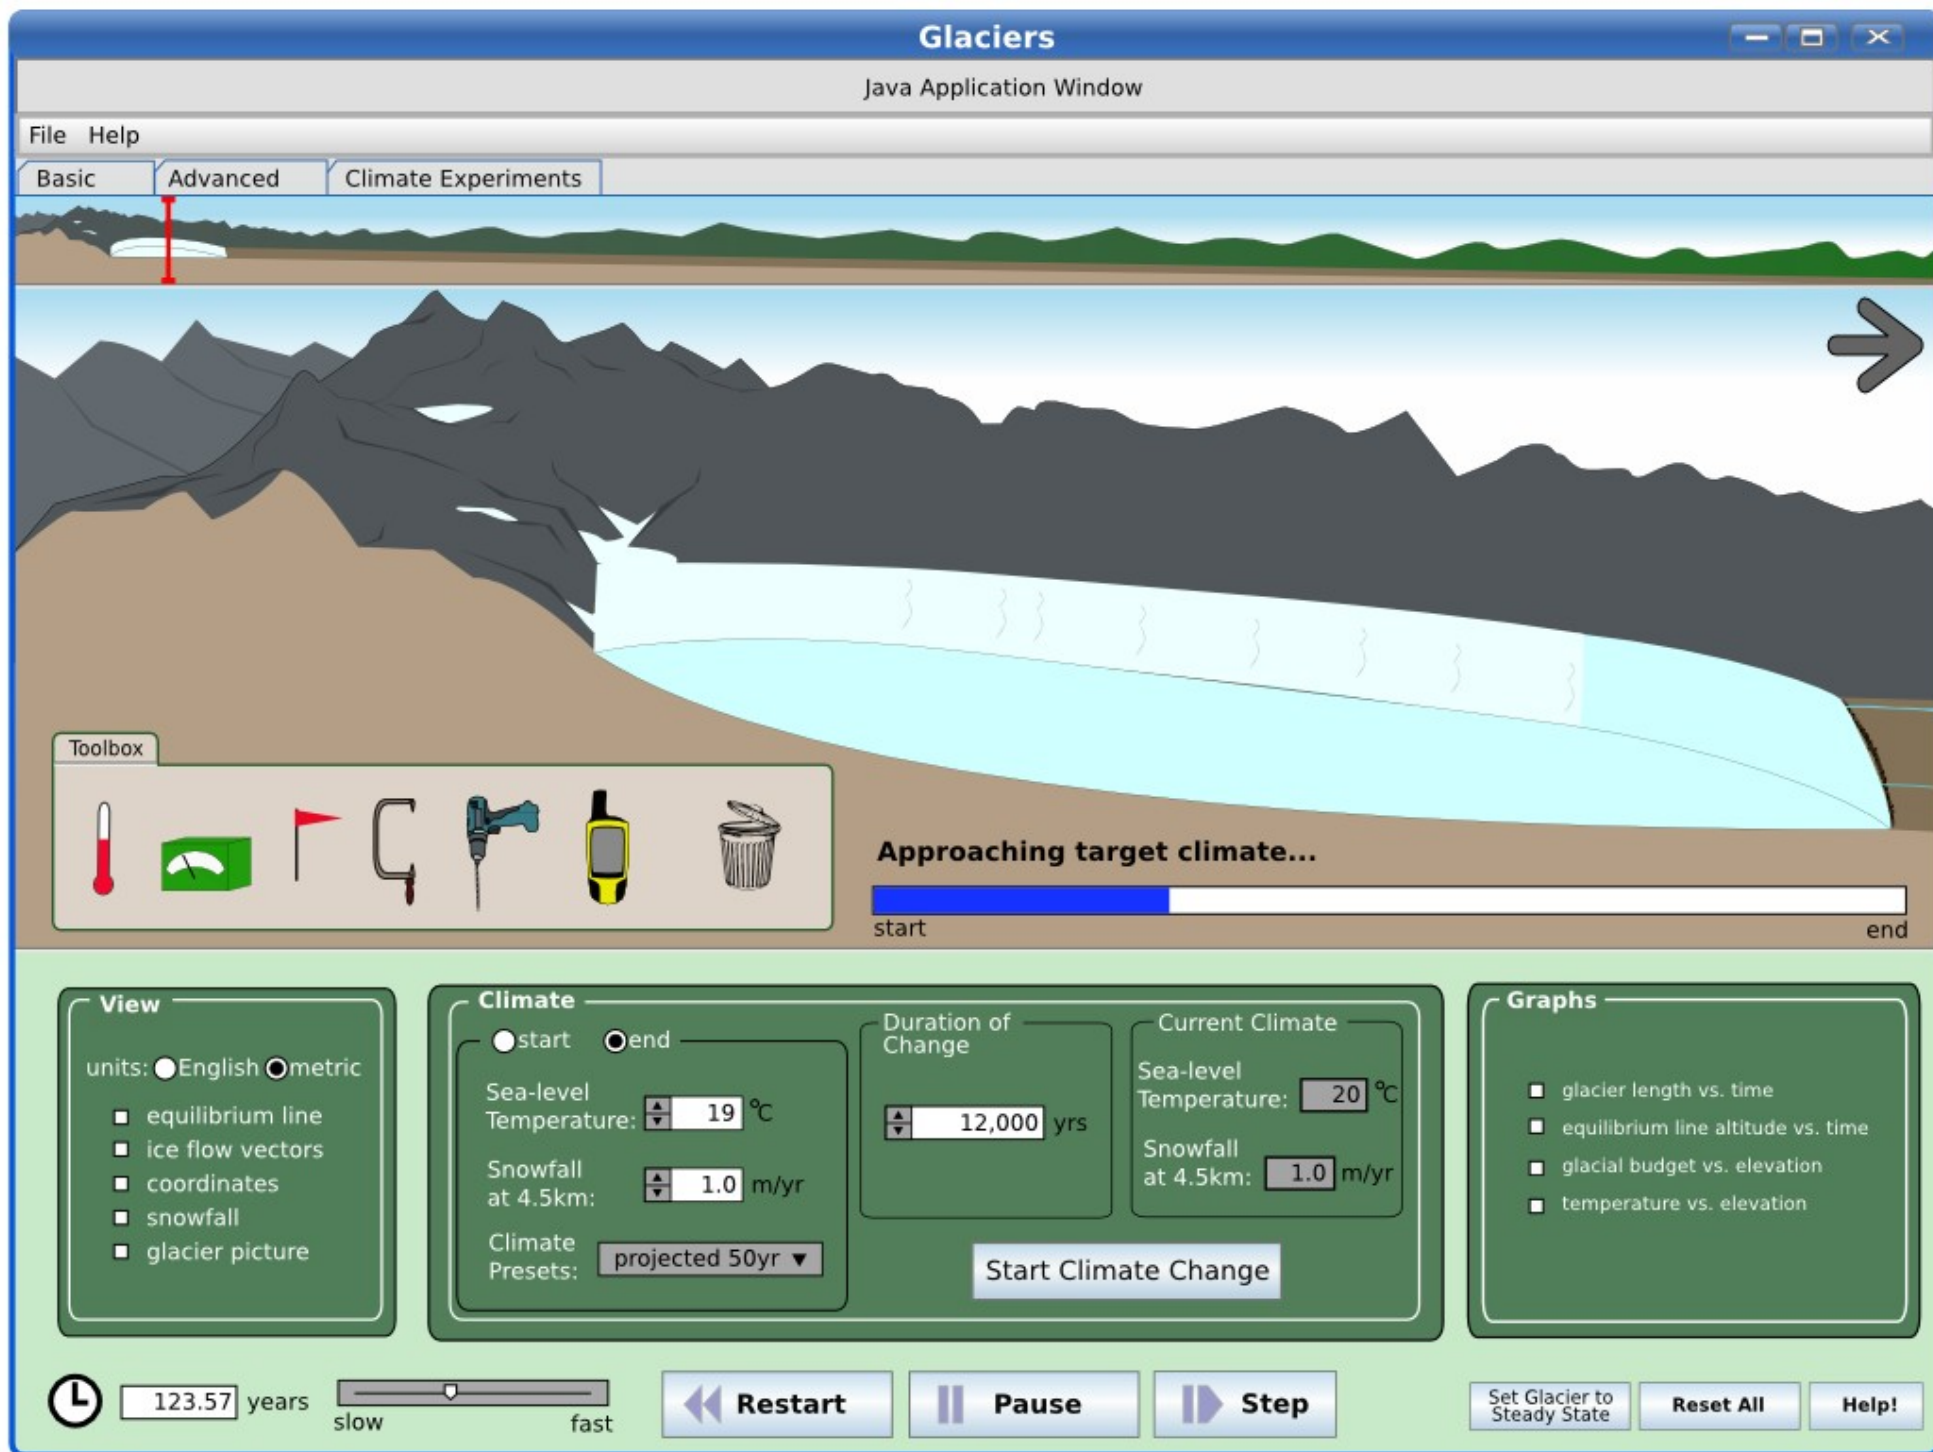 Glaciers
Java Application Window
File Help
Basic Advanced Climate Experiments
Toolbox
Approaching target climate...
start end
View
units: English metric
equilibrium line
ice flow vectors
coordinates
snowfall
glacier picture
Climate
start end
Sea-level
Temperature: 19 °C
Snowfall
at 4.5km: 1.0 m/yr
Climate
Presets: projected 50yr ▼
Duration of
Change
12,000 yrs
Current Climate
Sea-level
Temperature: 20 °C
Snowfall
at 4.5km: 1.0 m/yr
Start Climate Change
Graphs
glacier length vs. time
equilibrium line altitude vs. time
glacial budget vs. elevation
temperature vs. elevation
123.57 years
slow fast
Restart
Pause
Step
Set Glacier to
Steady State
Reset All
Help!